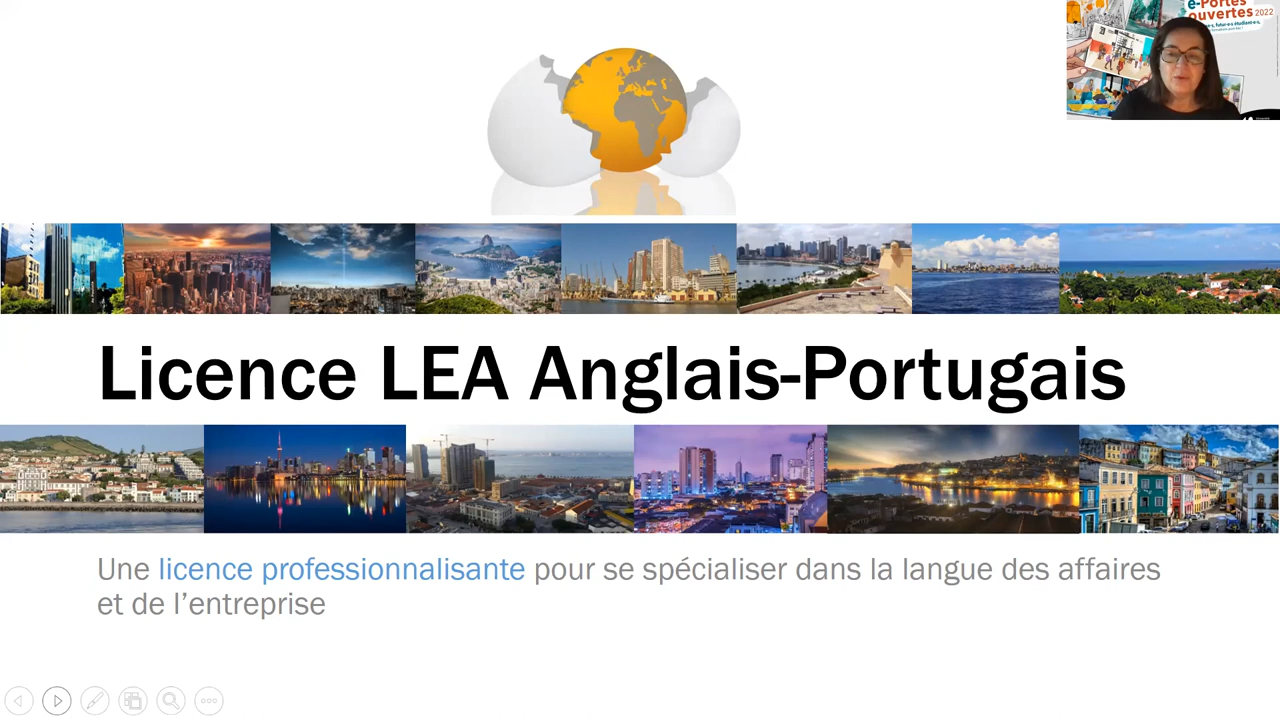 e-Portes
ouvertes 2022
Licence LEA Anglais-Portugais
Une licence professionnalisante pour se spécialiser dans la langue des affaires
et de l’entreprise